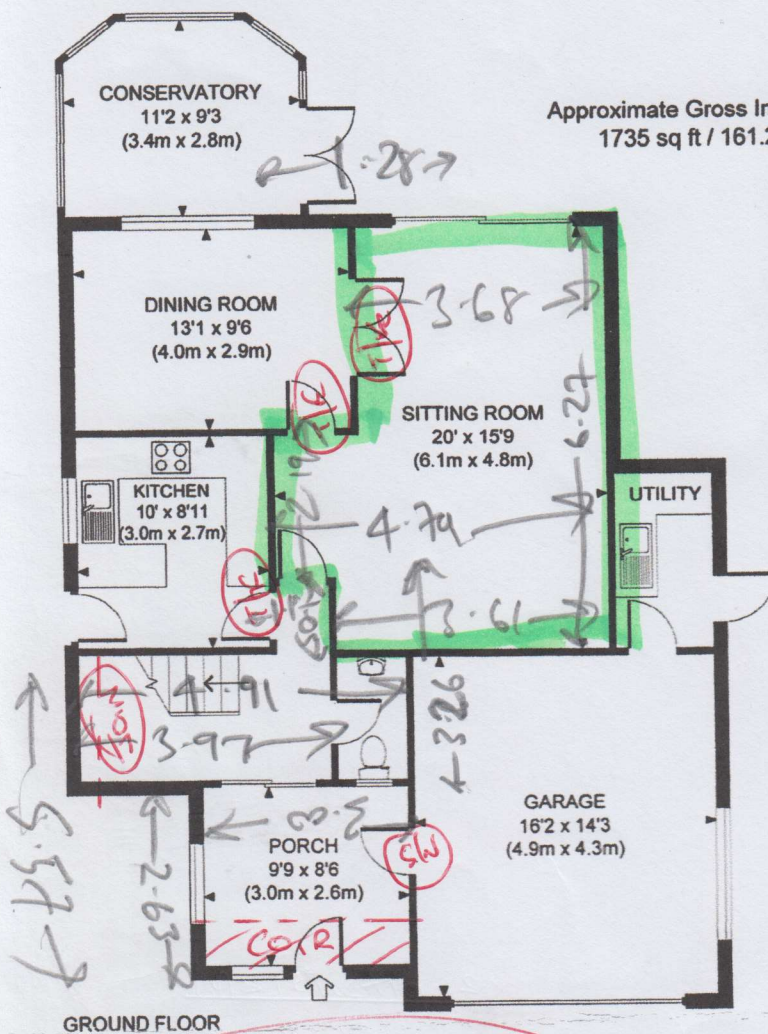 CONSERVATORY
11'2 x 9'3
(3.4m x 2.8m)
Approximate Gross In
1735 sq ft / 161.2
1.28
DINING ROOM
13'1 x 9'6
(4.0m x 2.9m)
3.68
T/F
T/F
SITTING ROOM
20' x 15'9
(6.1m x 4.8m)
6.27
2.19
4.79
KITCHEN
10' x 8'11
(3.0m x 2.7m)
UTILITY
T/F
3.61
4.91
3.97
3.26
5.57
2.63
3.03
PORCH
9'9 x 8'6
(3.0m x 2.6m)
S/W
GARAGE
16'2 x 14'3
(4.9m x 4.3m)
COIR
GROUND FLOOR